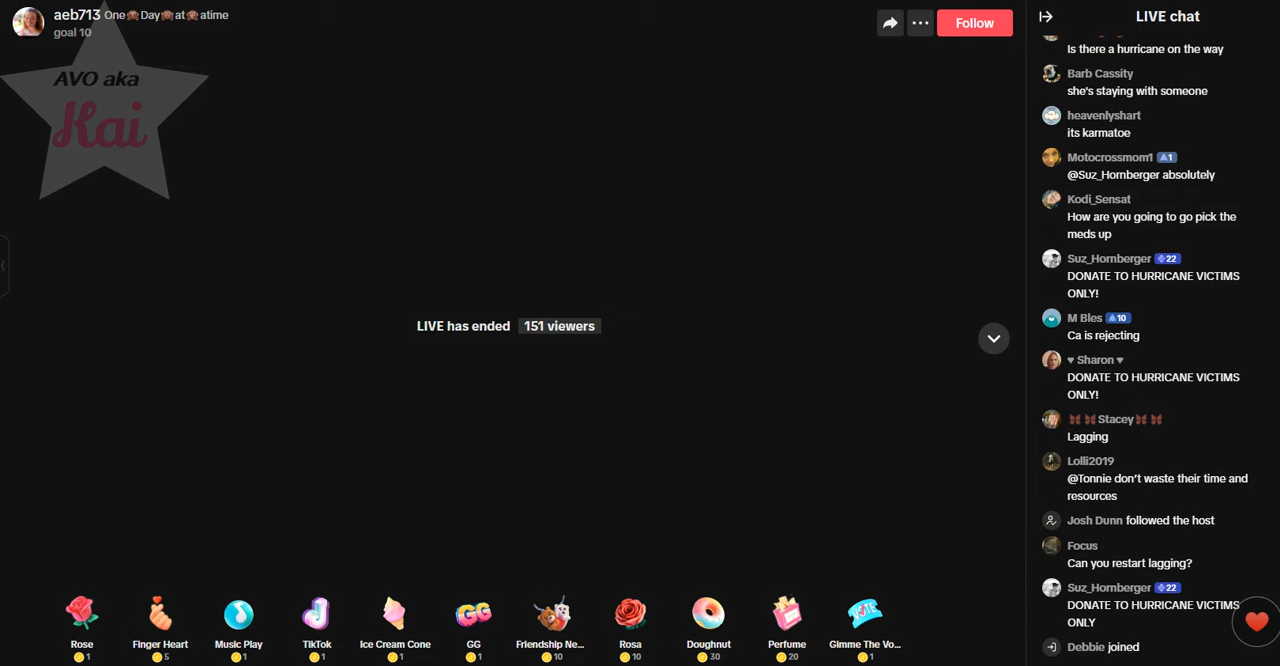 aeb713 One🙈Day🙈at🙈atime
goal 10
Follow
AVO aka
Kai
LIVE has ended 151 viewers
Rose
1
Finger Heart
5
Music Play
1
TikTok
1
Ice Cream Cone
1
GG
GG
1
Friendship Ne...
10
Rosa
10
Doughnut
30
Perfume
20
VOTE
Gimme The Vo...
1
LIVE chat
Is there a hurricane on the way
Barb Cassity
she's staying with someone
heavenlyshart
its karmatoe
Motocrossmom1 1
@Suz_Hornberger absolutely
Kodi_Sensat
How are you going to go pick the
meds up
Suz_Hornberger 22
DONATE TO HURRICANE VICTIMS
ONLY!
M Bles 10
Ca is rejecting
♥ Sharon ♥
DONATE TO HURRICANE VICTIMS
ONLY!
Stacey
Lagging
Lolli2019
@Tonnie don't waste their time and
resources
Josh Dunn followed the host
Focus
Can you restart lagging?
Suz_Hornberger 22
DONATE TO HURRICANE VICTIMS
ONLY
Debbie joined